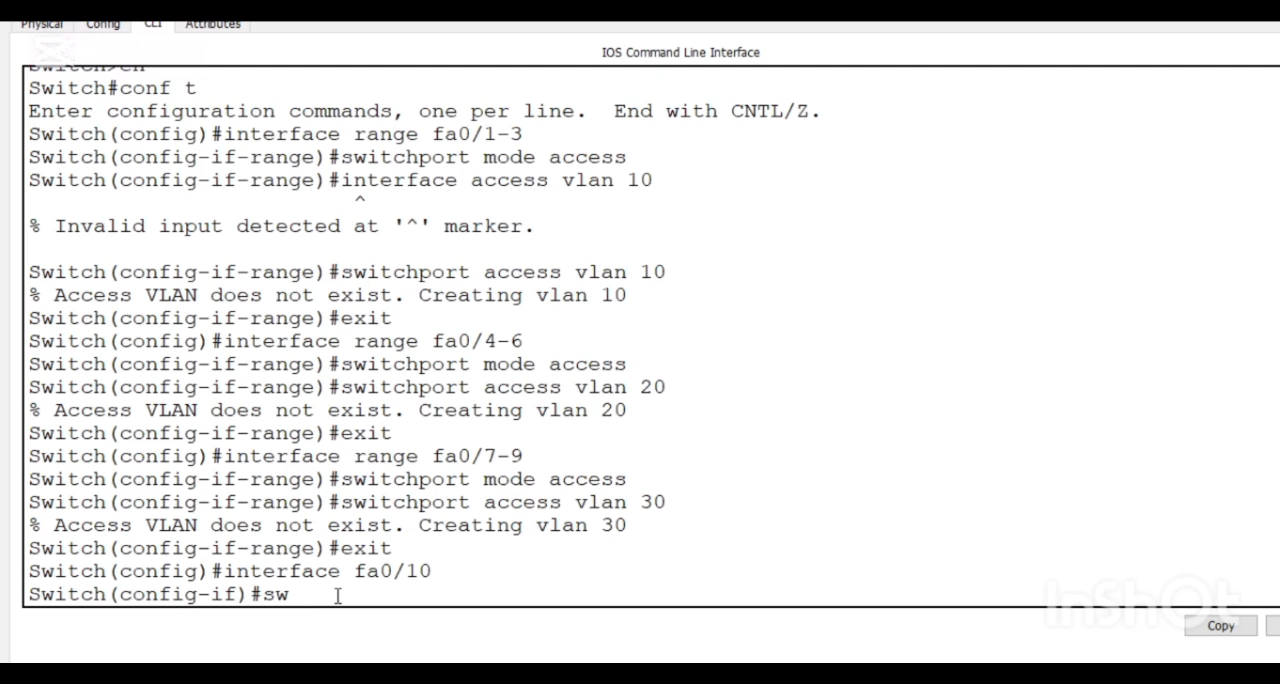 Physical Config CLI Attributes
IOS Command Line Interface
Switch>en
Switch#conf t
Enter configuration commands, one per line.  End with CNTL/Z.
Switch(config)#interface range fa0/1-3
Switch(config-if-range)#switchport mode access
Switch(config-if-range)#interface access vlan 10
^
% Invalid input detected at '^' marker.
Switch(config-if-range)#switchport access vlan 10
% Access VLAN does not exist. Creating vlan 10
Switch(config-if-range)#exit
Switch(config)#interface range fa0/4-6
Switch(config-if-range)#switchport mode access
Switch(config-if-range)#switchport access vlan 20
% Access VLAN does not exist. Creating vlan 20
Switch(config-if-range)#exit
Switch(config)#interface range fa0/7-9
Switch(config-if-range)#switchport mode access
Switch(config-if-range)#switchport access vlan 30
% Access VLAN does not exist. Creating vlan 30
Switch(config-if-range)#exit
Switch(config)#interface fa0/10
Switch(config-if)#sw
InShOt
Copy